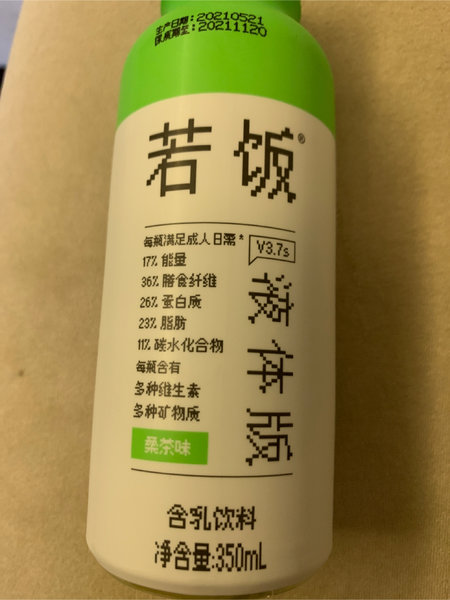 生产日期:20210521
保质期至:20211120
若饭®
每瓶满足成人日需*
17% 能量
36% 膳食纤维
26% 蛋白质
23% 脂肪
11% 碳水化合物
每瓶含有
多种维生素
多种矿物质
柔茶味
V3.7s
液体版
含乳饮料
净含量:350mL